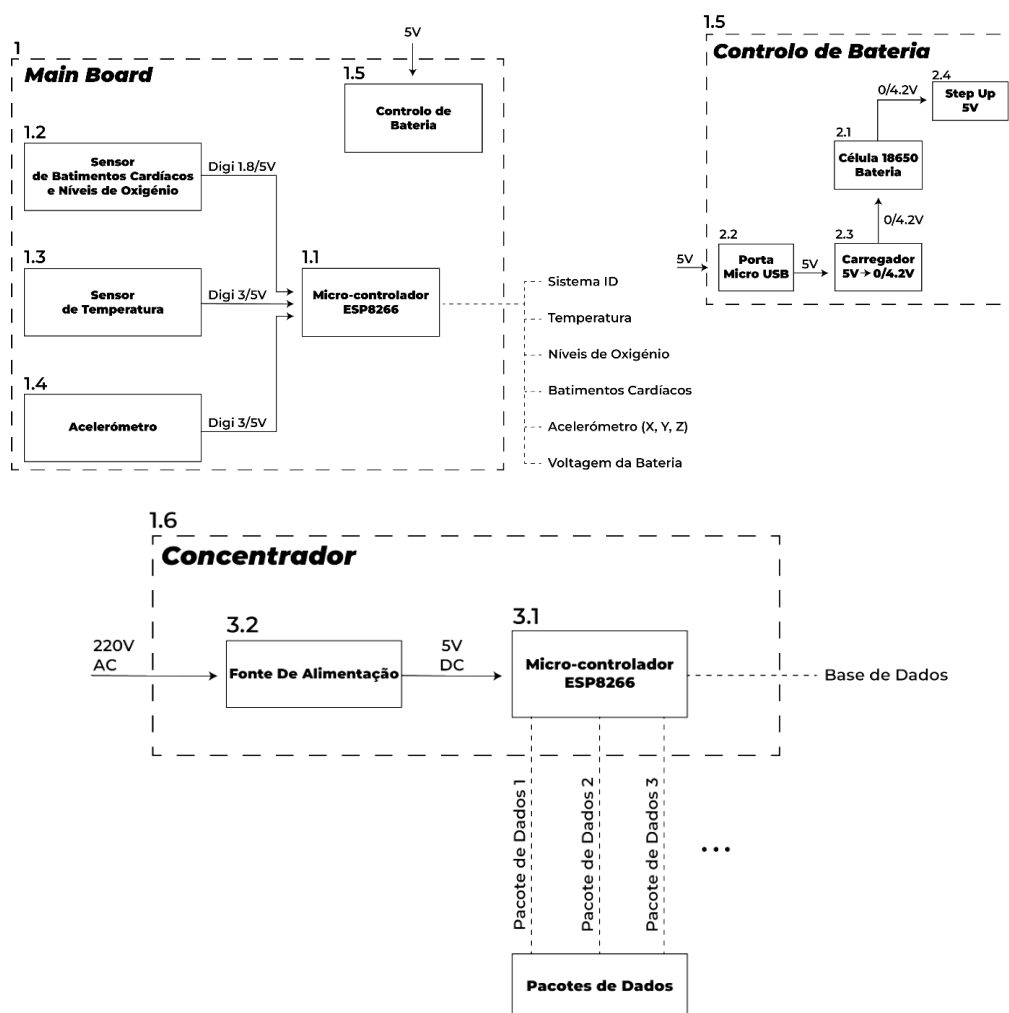 1
Main Board
5V
1.5
Controlo de
Bateria
1.2
Sensor
de Batimentos Cardíacos
e Níveis de Oxigénio
Digi 1.8/5V
1.3
Sensor
de Temperatura
Digi 3/5V
1.1
Micro-controlador
ESP8266
1.4
Acelerómetro
Digi 3/5V
Sistema ID
Temperatura
Níveis de Oxigénio
Batimentos Cardíacos
Acelerómetro (X, Y, Z)
Voltagem da Bateria
1.5
Controlo de Bateria
2.4
Step Up
5V
0/4.2V
2.1
Célula 18650
Bateria
0/4.2V
5V
2.2
Porta
Micro USB
5V
2.3
Carregador
5V→0/4.2V
1.6
Concentrador
220V
AC
3.2
Fonte De Alimentação
5V
DC
3.1
Micro-controlador
ESP8266
Base de Dados
Pacote de Dados 1
Pacote de Dados 2
Pacote de Dados 3
...
Pacotes de Dados